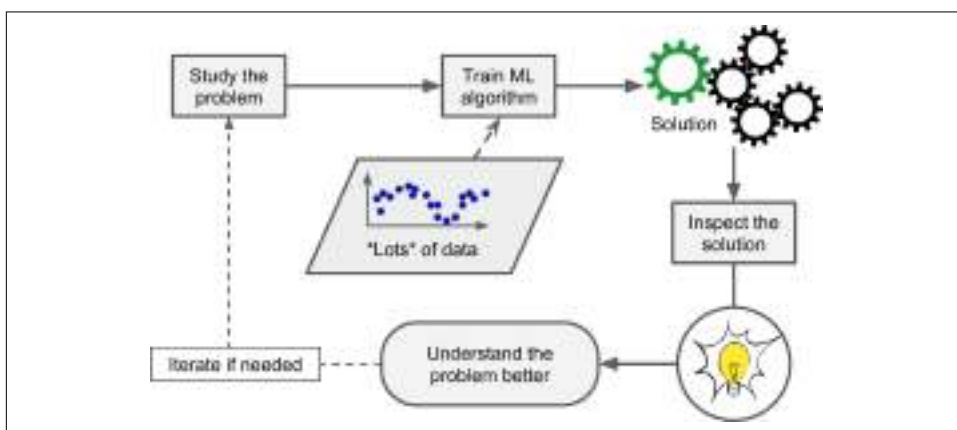 Study the
problem
Train ML
algorithm
Solution
*Lots* of data
Inspect the
solution
Understand the
problem better
Iterate if needed